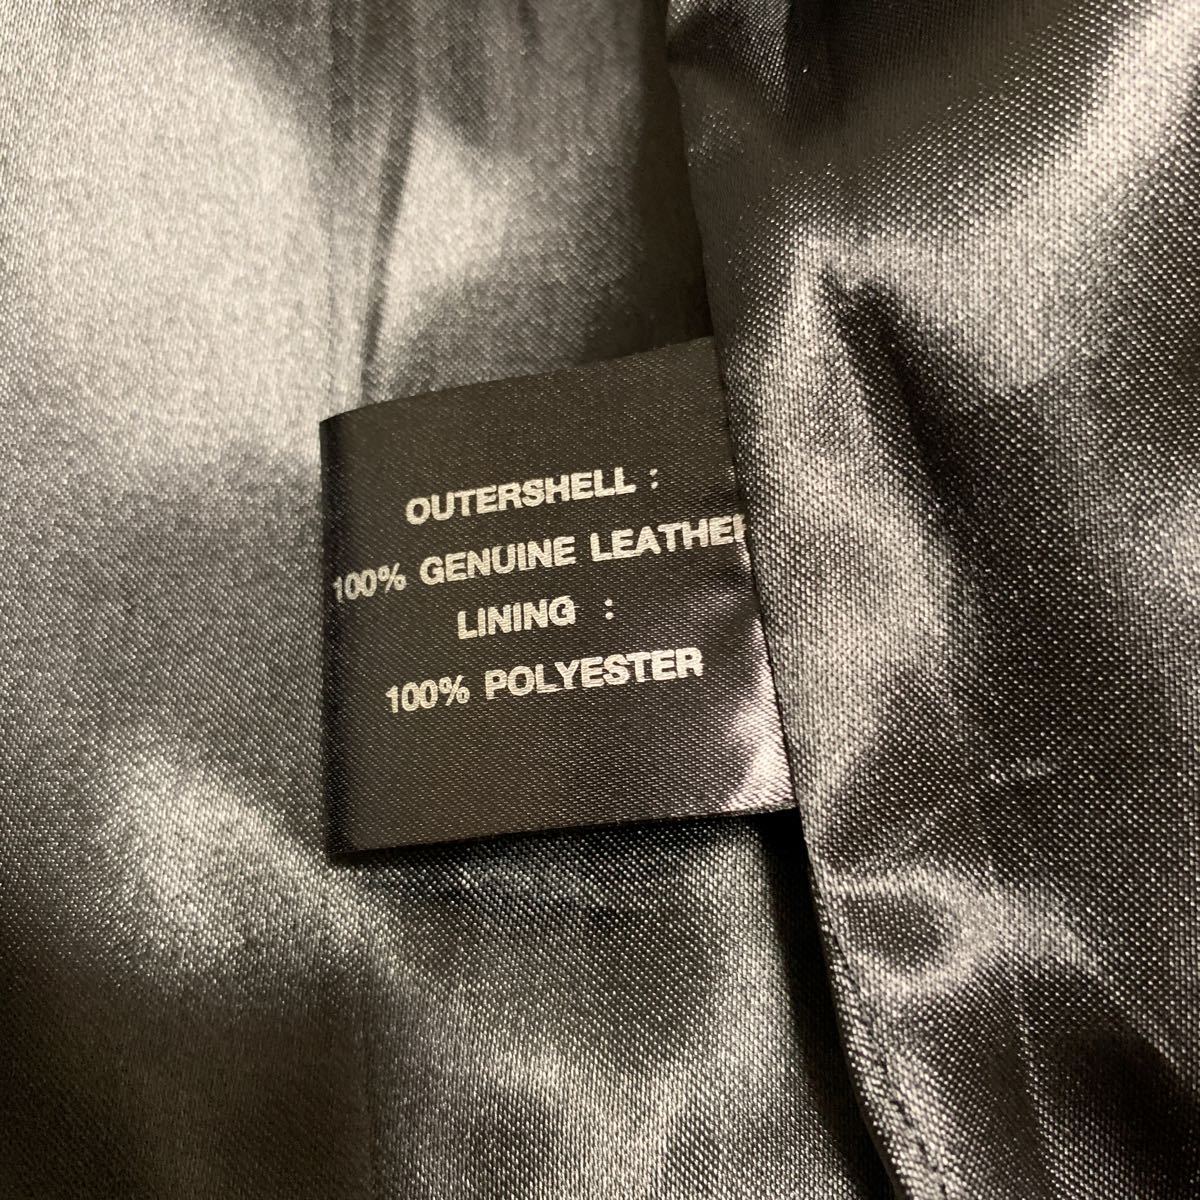 OUTERSHELL :
100% GENUINE LEATHER
LINING :
100% POLYESTER